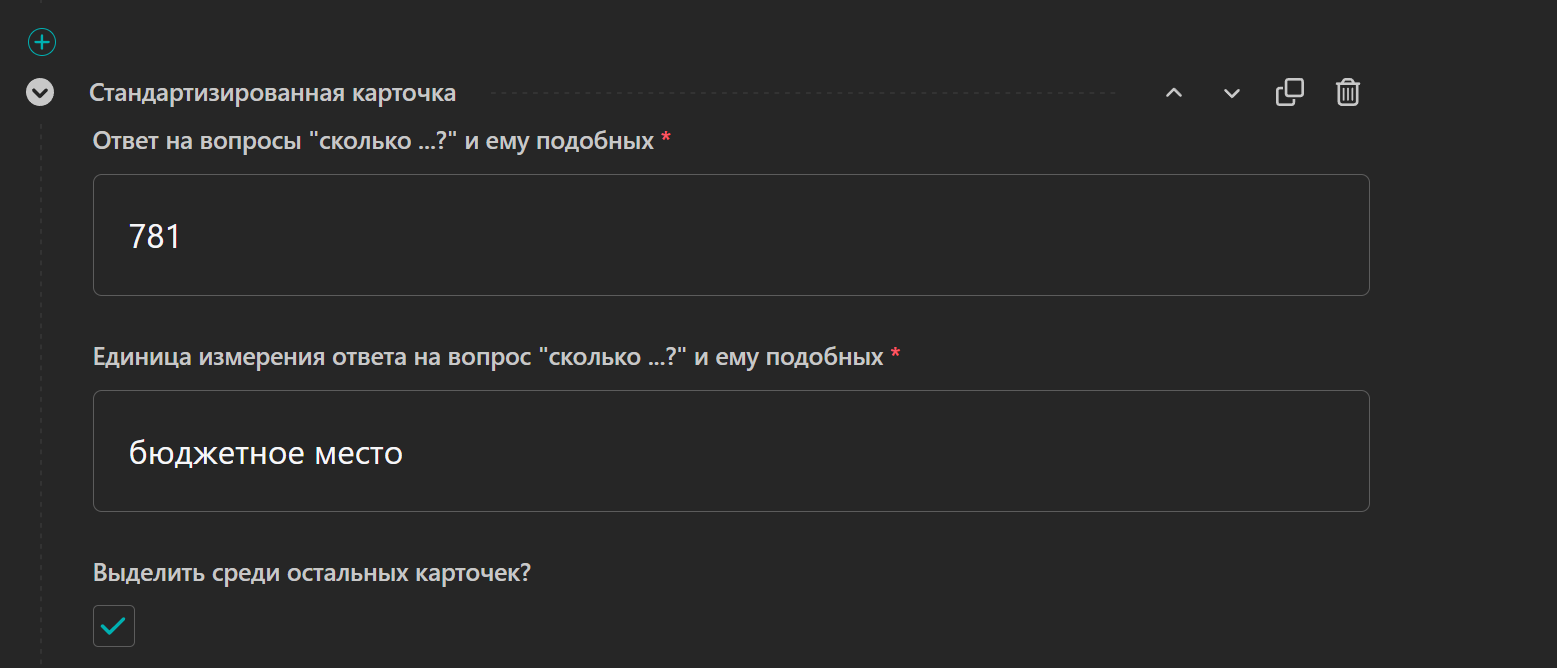 Стандартизированная карточка
Ответ на вопросы "сколько ...?" и ему подобных *
781
Единица измерения ответа на вопрос "сколько ...?" и ему подобных *
бюджетное место
Выделить среди остальных карточек?